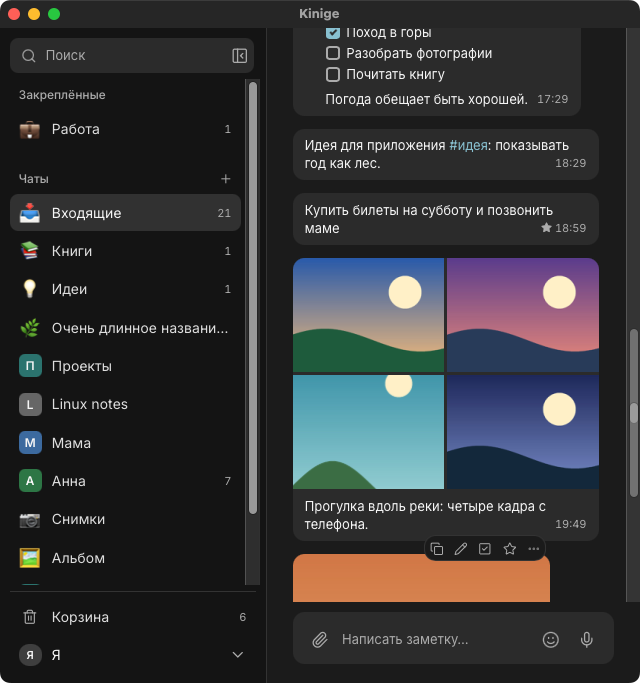 Kinige
Поиск
Закреплённые
Работа 1
Чаты
Входящие 21
Книги 1
Идеи 1
Очень длинное названи...
П Проекты
L Linux notes
М Мама
А Анна 7
Снимки
Альбом
Корзина 6
Я Я
Поход в горы
Разобрать фотографии
Почитать книгу
Погода обещает быть хорошей. 17:29
Идея для приложения #идея: показывать
год как лес. 18:29
Купить билеты на субботу и позвонить
маме 18:59
Прогулка вдоль реки: четыре кадра с
телефона. 19:49
Написать заметку...